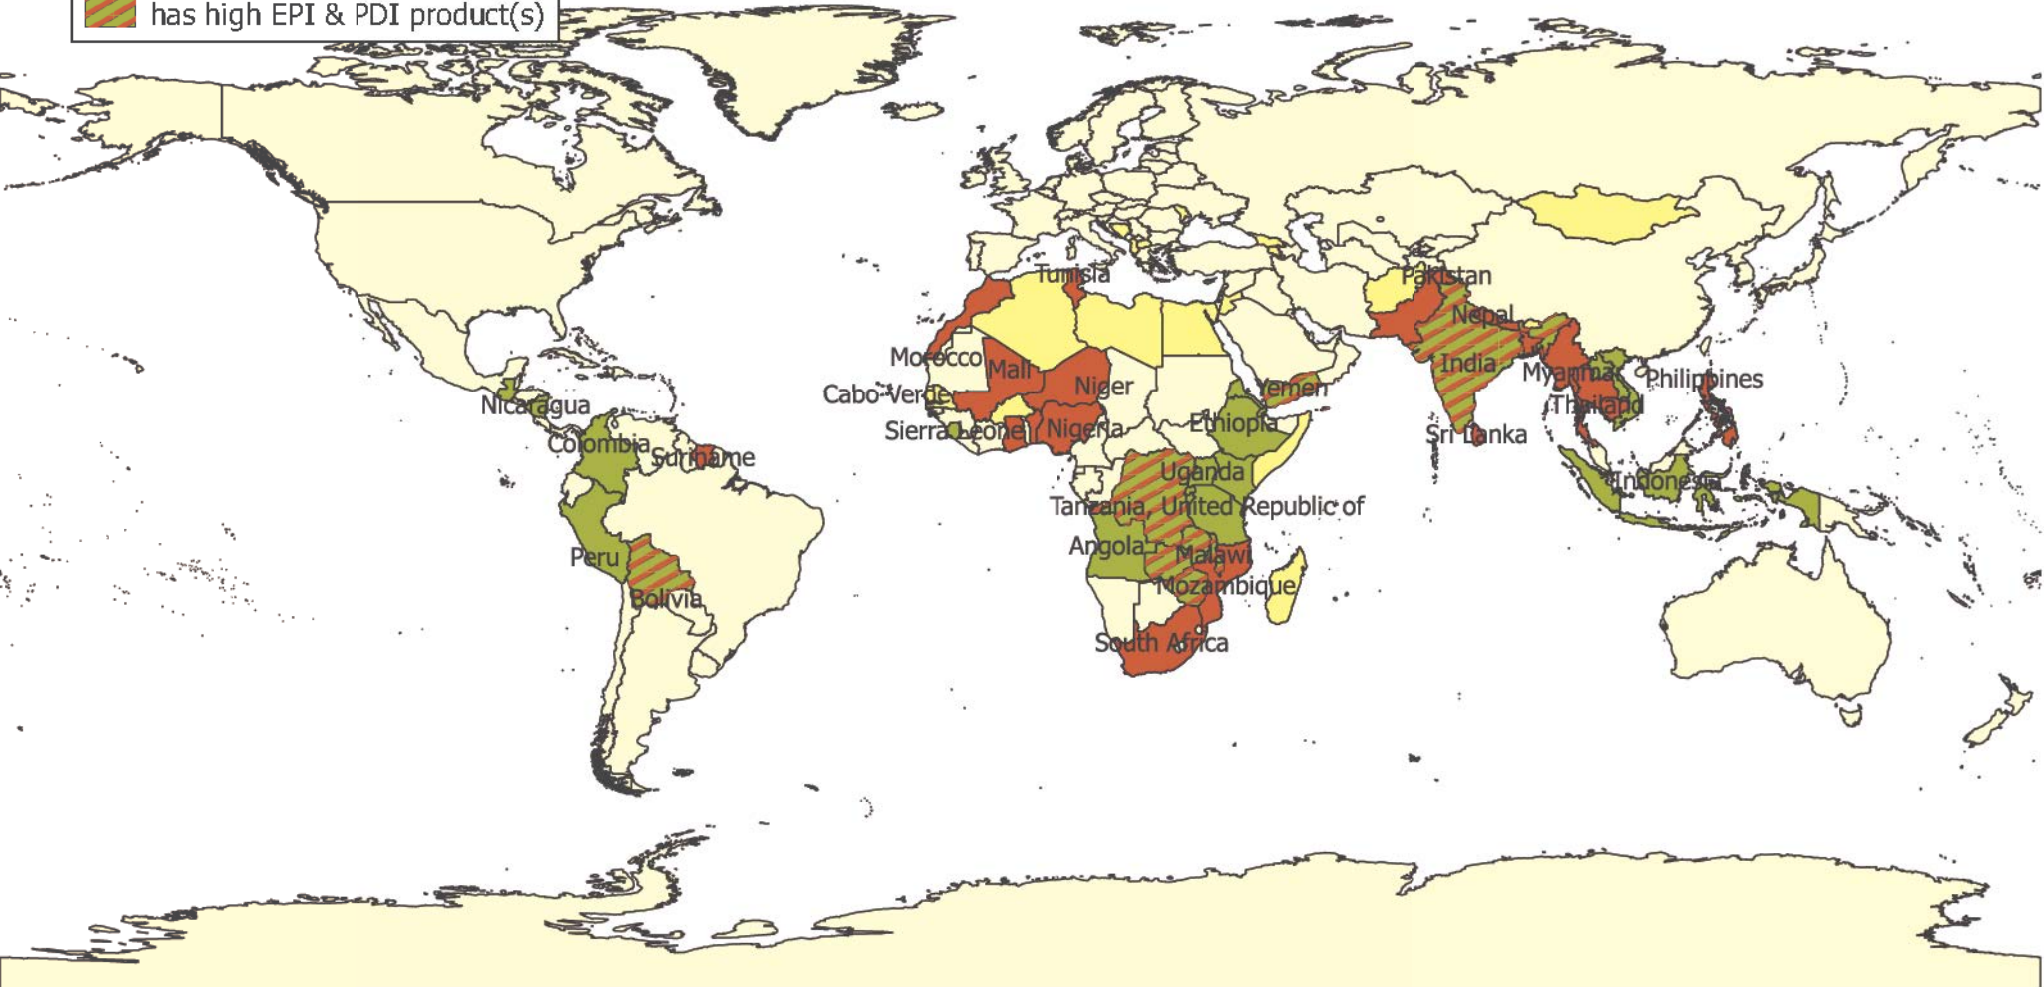 has high EPI & PDI product(s)
Tunisia
Pakistan
Nepal
Morocco
Mali
Niger
India
Myanmar
Philippines
Cabo Verde
Yemen
Nicaragua
Thailand
Sierra Leone
Nigeria
Ethiopia
Sri Lanka
Colombia
Suriname
Uganda
Indonesia
Tanzania, United Republic of
Angola
Malawi
Peru
Mozambique
Bolivia
South Africa